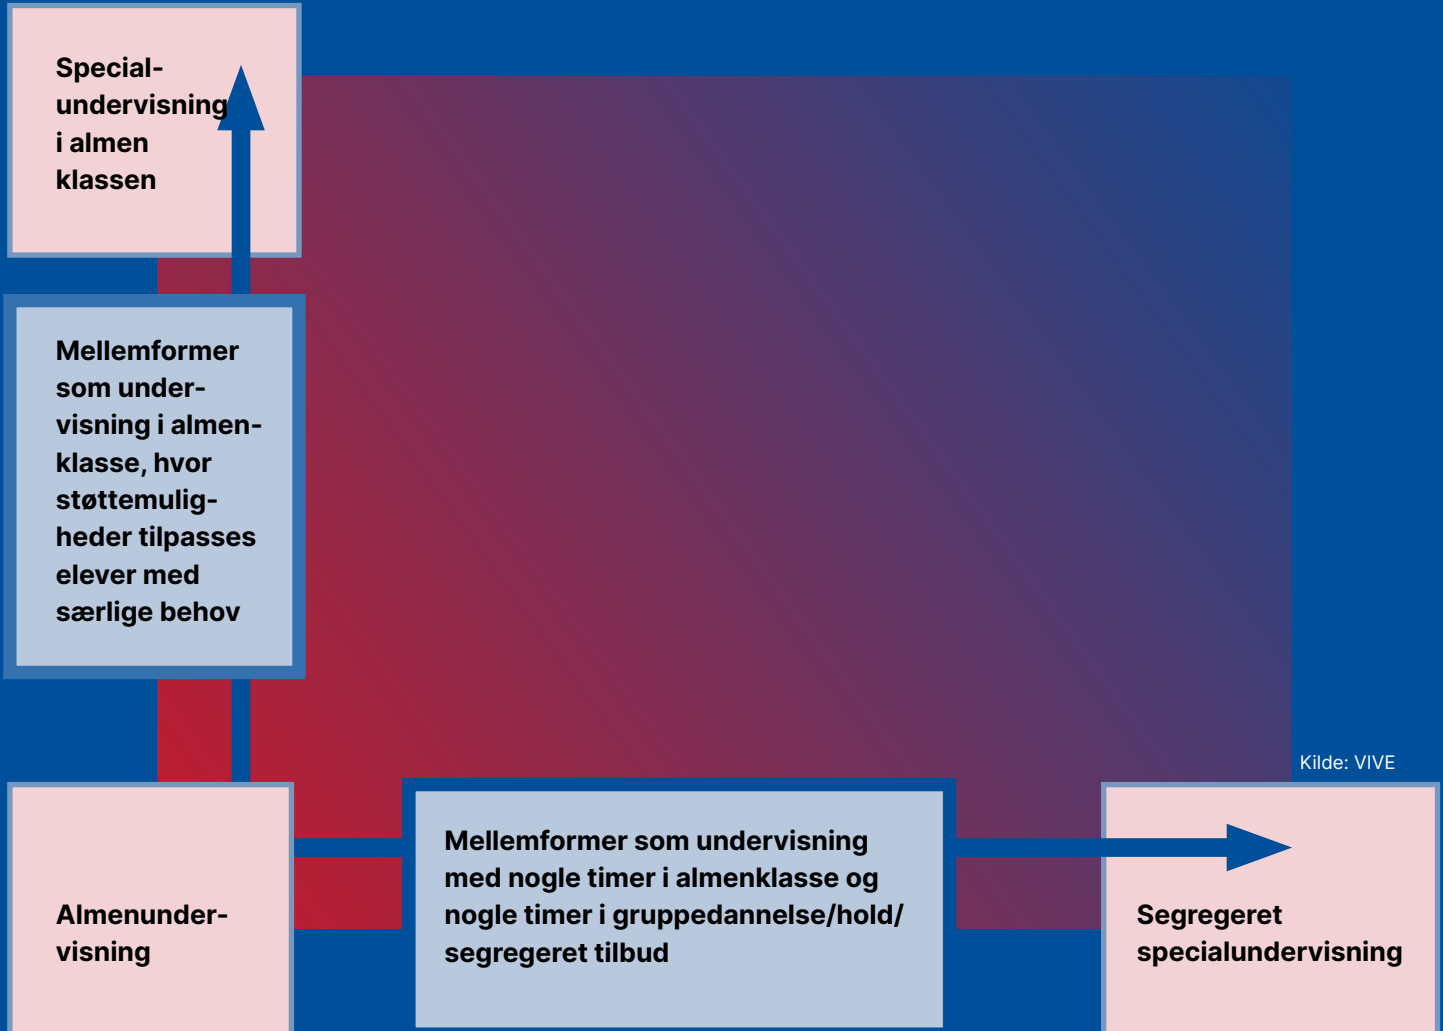 Special-
undervisning
i almen
klassen
Mellemformer
som under-
visning i almen-
klasse, hvor
støttemulig-
heder tilpasses
elever med
særlige behov
Kilde: VIVE
Almenunder-
visning
Mellemformer som undervisning
med nogle timer i almenklasse og
nogle timer i gruppedannelse/hold/
segregeret tilbud
Segregeret
specialundervisning